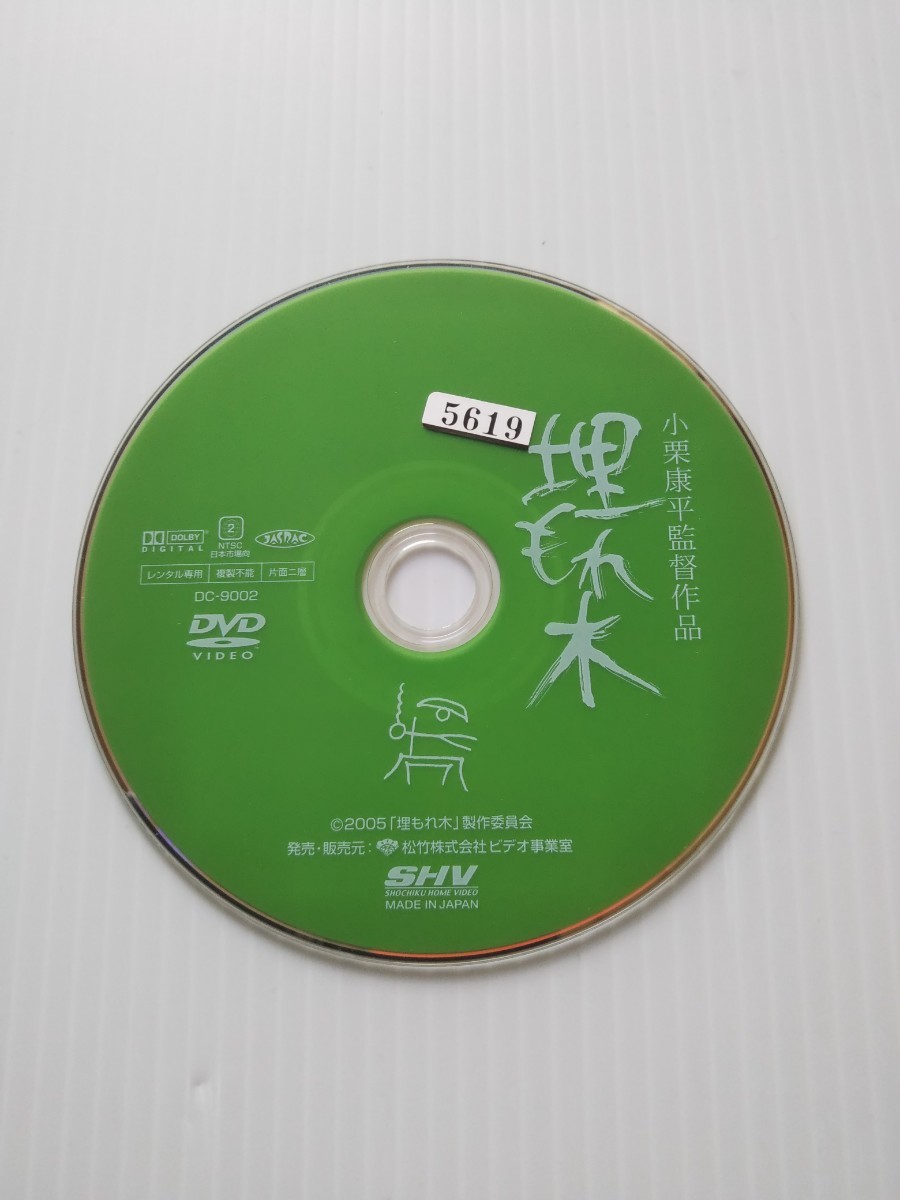 5619
小栗康平監督作品
埋もれ木
DOLBY
DIGITAL
2
NTSC
日本市場向
JASRAC
レンタル専用 複製不能 片面二層
DC-9002
DVD
VIDEO
©2005「埋もれ木」製作委員会
発売・販売元: 松竹株式会社 ビデオ事業室
SHV
SHOCHIKU HOME VIDEO
MADE IN JAPAN